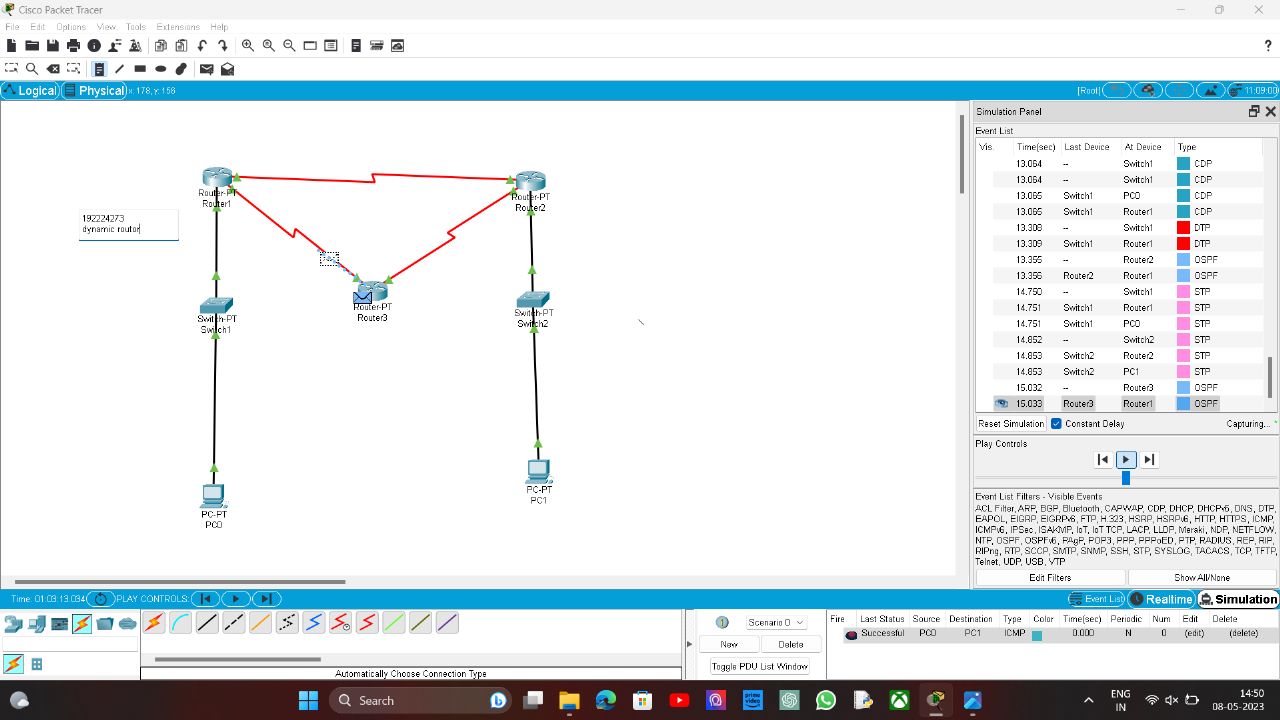 Cisco Packet Tracer
File Edit Options View Tools Extensions Help
Logical Physical x: 178, y: 156 [Root] 11:09:00
Simulation Panel
Event List
Vis. Time(sec) Last Device At Device Type
13.064 -- Switch1 CDP
13.064 -- Switch1 CDP
13.065 Switch1 PC0 CDP
13.065 Switch1 Router1 CDP
13.308 -- Switch1 DTP
13.309 Switch1 Router1 DTP
13.355 -- Router2 OSPF
13.356 Router2 Router1 OSPF
14.750 -- Switch1 STP
14.751 Switch1 Router1 STP
14.751 Switch1 PC0 STP
14.852 -- Switch2 STP
14.853 Switch2 Router2 STP
14.853 Switch2 PC1 STP
15.032 -- Router3 OSPF
15.033 Router3 Router1 OSPF
Reset Simulation Constant Delay Capturing...
Play Controls
Event List Filters - Visible Events
ACL Filter, ARP, BGP, Bluetooth, CAPWAP, CDP, DHCP, DHCPv6, DNS, DTP,
EAPOL, EIGRP, EIGRPv6, FTP, H.323, HSRP, HSRPv6, HTTP, HTTPS, ICMP,
ICMPv6, IPSec, ISAKMP, IoT, IoT TCP, LACP, LLDP, Meraki, NDP, NETFLOW,
NTP, OSPF, OSPFv6, PAgP, POP3, PPP, PPPoED, PTP, RADIUS, REP, RIP,
RIPng, RTP, SCCP, SMTP, SNMP, SSH, STP, SYSLOG, TACACS, TCP, TFTP,
Telnet, UDP, USB, VTP
Edit Filters Show All/None
Router-PT
Router1
Router-PT
Router2
192224273
dynamic routor
Router-PT
Router3
Switch-PT
Switch1
Switch-PT
Switch2
PC-PT
PC0
PC-PT
PC1
Time: 01:03:13.034 PLAY CONTROLS: Event List Realtime Simulation
Scenario 0
New Delete
Toggle PDU List Window
Fire Last Status Source Destination Type Color Time(sec) Periodic Num Edit Delete
Successful PC0 PC1 ICMP 0.000 N 0 (edit) (delete)
Automatically Choose Connection Type
Search
prime video
ENG
IN
14:50
08-05-2023